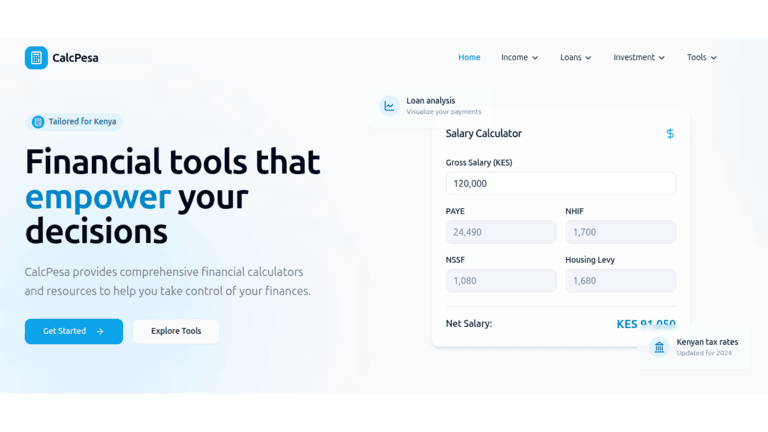 CalcPesa
Home
Income
Loans
Investment
Tools
Tailored for Kenya
Financial tools that
empower your
decisions
CalcPesa provides comprehensive financial calculators
and resources to help you take control of your finances.
Get Started
Explore Tools
Loan analysis
Visualize your payments
Salary Calculator
Gross Salary (KES)
120,000
PAYE
NHIF
24,490
1,700
NSSF
Housing Levy
1,080
1,680
Net Salary:
KES 91,050
Kenyan tax rates
Updated for 2024